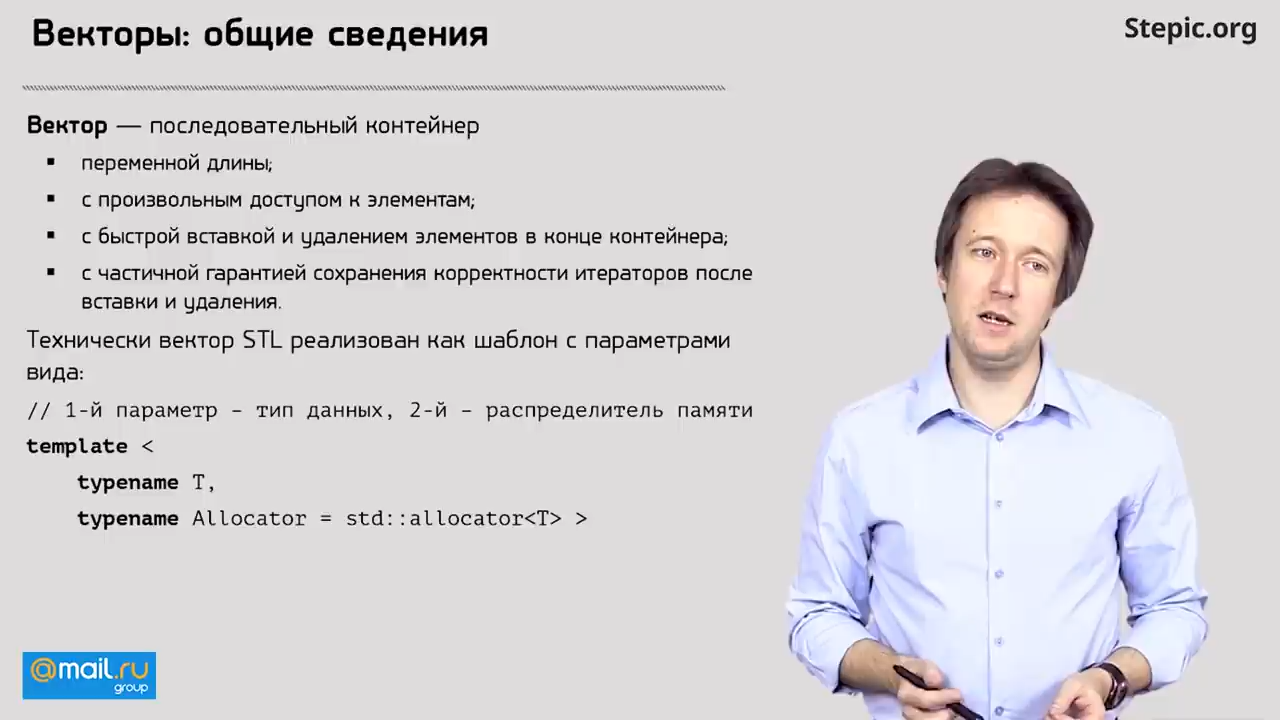 Векторы: общие сведения
Stepic.org
Вектор — последовательный контейнер
▪ переменной длины;
▪ с произвольным доступом к элементам;
▪ с быстрой вставкой и удалением элементов в конце контейнера;
▪ с частичной гарантией сохранения корректности итераторов после
вставки и удаления.
Технически вектор STL реализован как шаблон с параметрами
вида:
// 1-й параметр – тип данных, 2-й – распределитель памяти
template <
typename T,
typename Allocator = std::allocator<T> >
@mail.ru
group